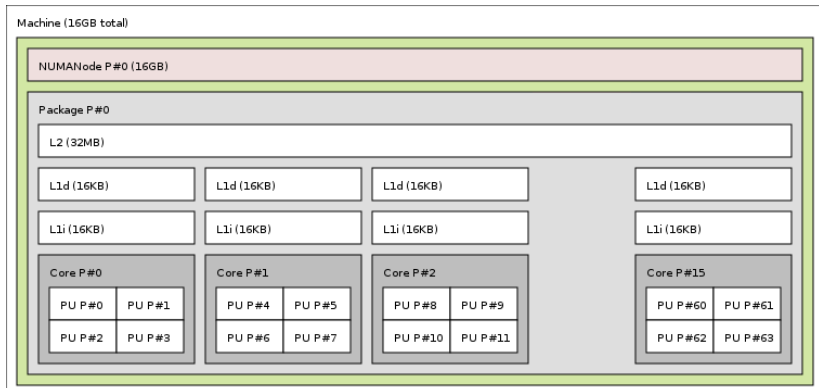 Machine (16GB total)
NUMANode P#0 (16GB)
Package P#0
L2 (32MB)
L1d (16KB) L1d (16KB) L1d (16KB) L1d (16KB)
L1i (16KB) L1i (16KB) L1i (16KB) L1i (16KB)
Core P#0 Core P#1 Core P#2 Core P#15
PU P#0 PU P#1 PU P#4 PU P#5 PU P#8 PU P#9 PU P#60 PU P#61
PU P#2 PU P#3 PU P#6 PU P#7 PU P#10 PU P#11 PU P#62 PU P#63